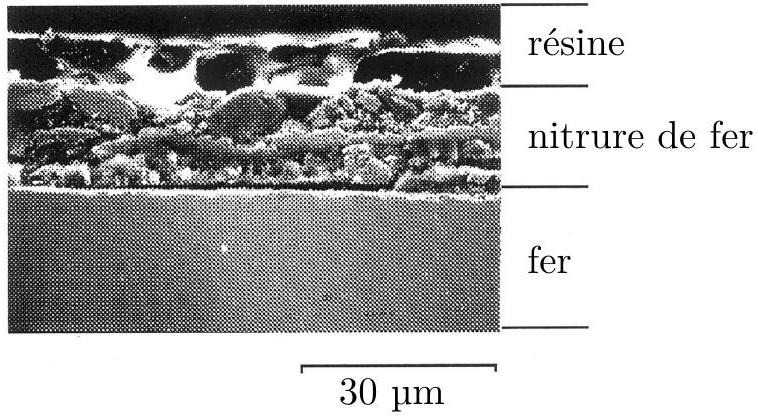 résine
nitrure de fer
fer
30 µm